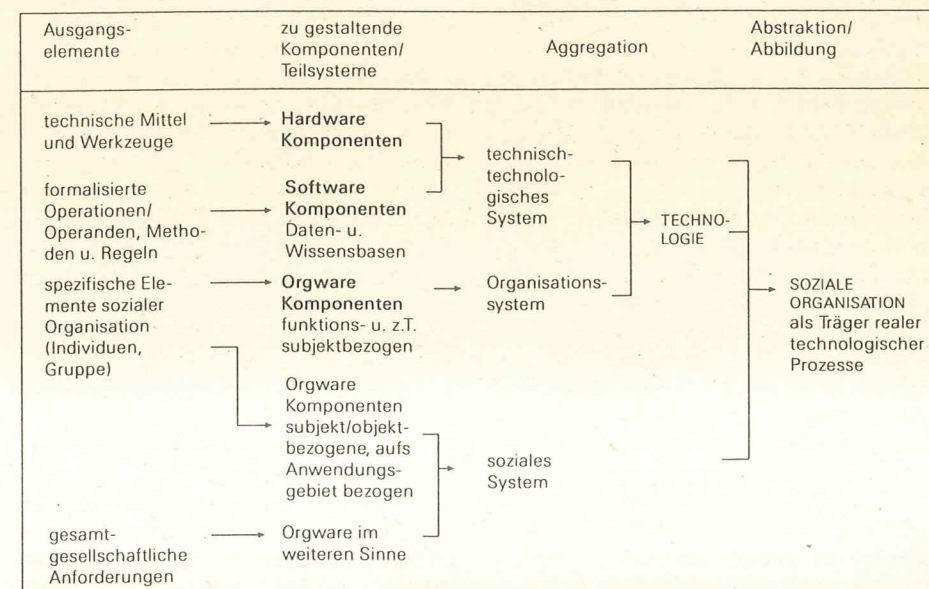 Ausgangs-
elemente
zu gestaltende
Komponenten/
Teilsysteme
Aggregation
Abstraktion/
Abbildung
technische Mittel
und Werkzeuge
Hardware
Komponenten
formalisierte
Operationen/
Operanden, Metho-
den u. Regeln
Software
Komponenten
Daten- u.
Wissensbasen
technisch-
technolo-
gisches
System
TECHNO-
LOGIE
spezifische Ele-
mente sozialer
Organisation
(Individuen,
Gruppe)
Orgware
Komponenten
funktions- u. z.T.
subjektbezogen
Organisations-
system
SOZIALE
ORGANISATION
als Träger realer
technologischer
Prozesse
Orgware
Komponenten
subjekt/objekt-
bezogene, aufs
Anwendungs-
gebiet bezogen
soziales
System
gesamt-
gesellschaftliche
Anforderungen
Orgware im
weiteren Sinne